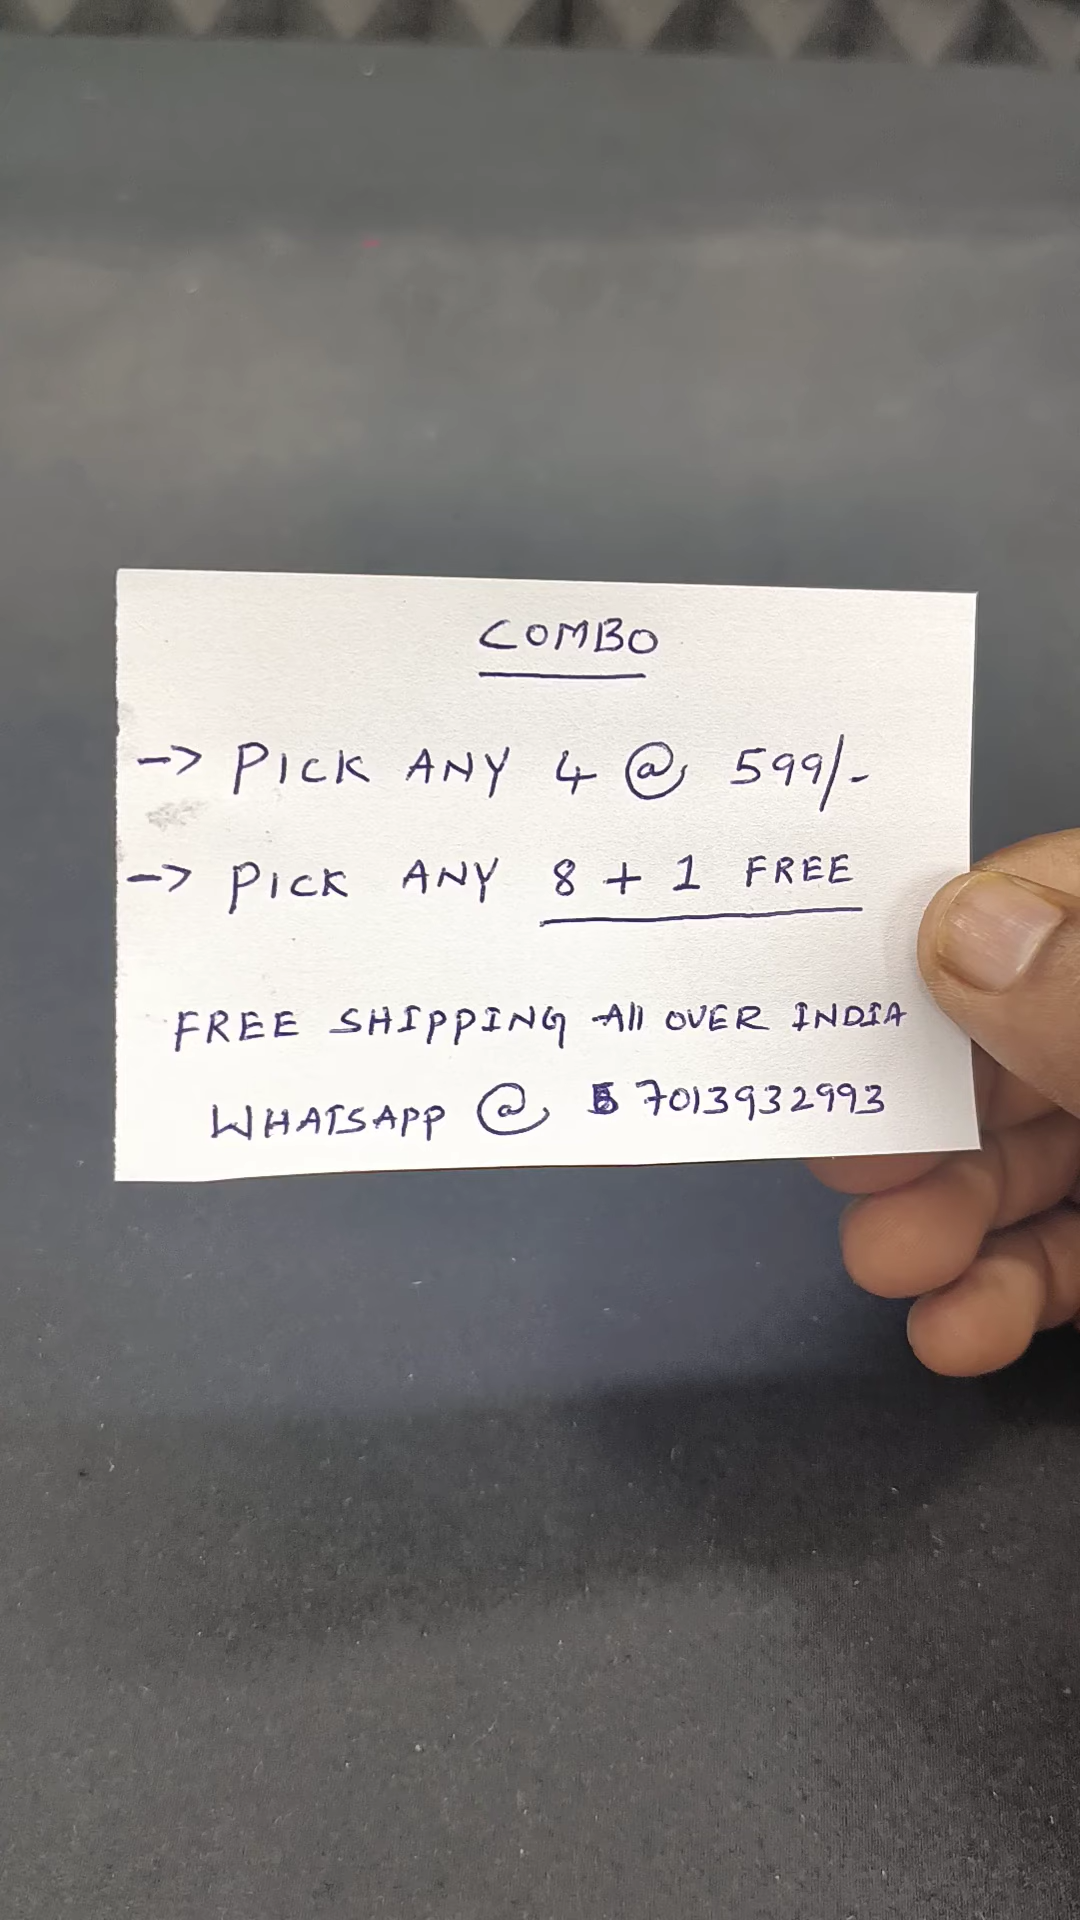 COMBO
-> PICK ANY 4 @ 599/-
-> PICK ANY 8 + 1 FREE
FREE SHIPPING All OVER INDIA
WHATSAPP @ 7013932993